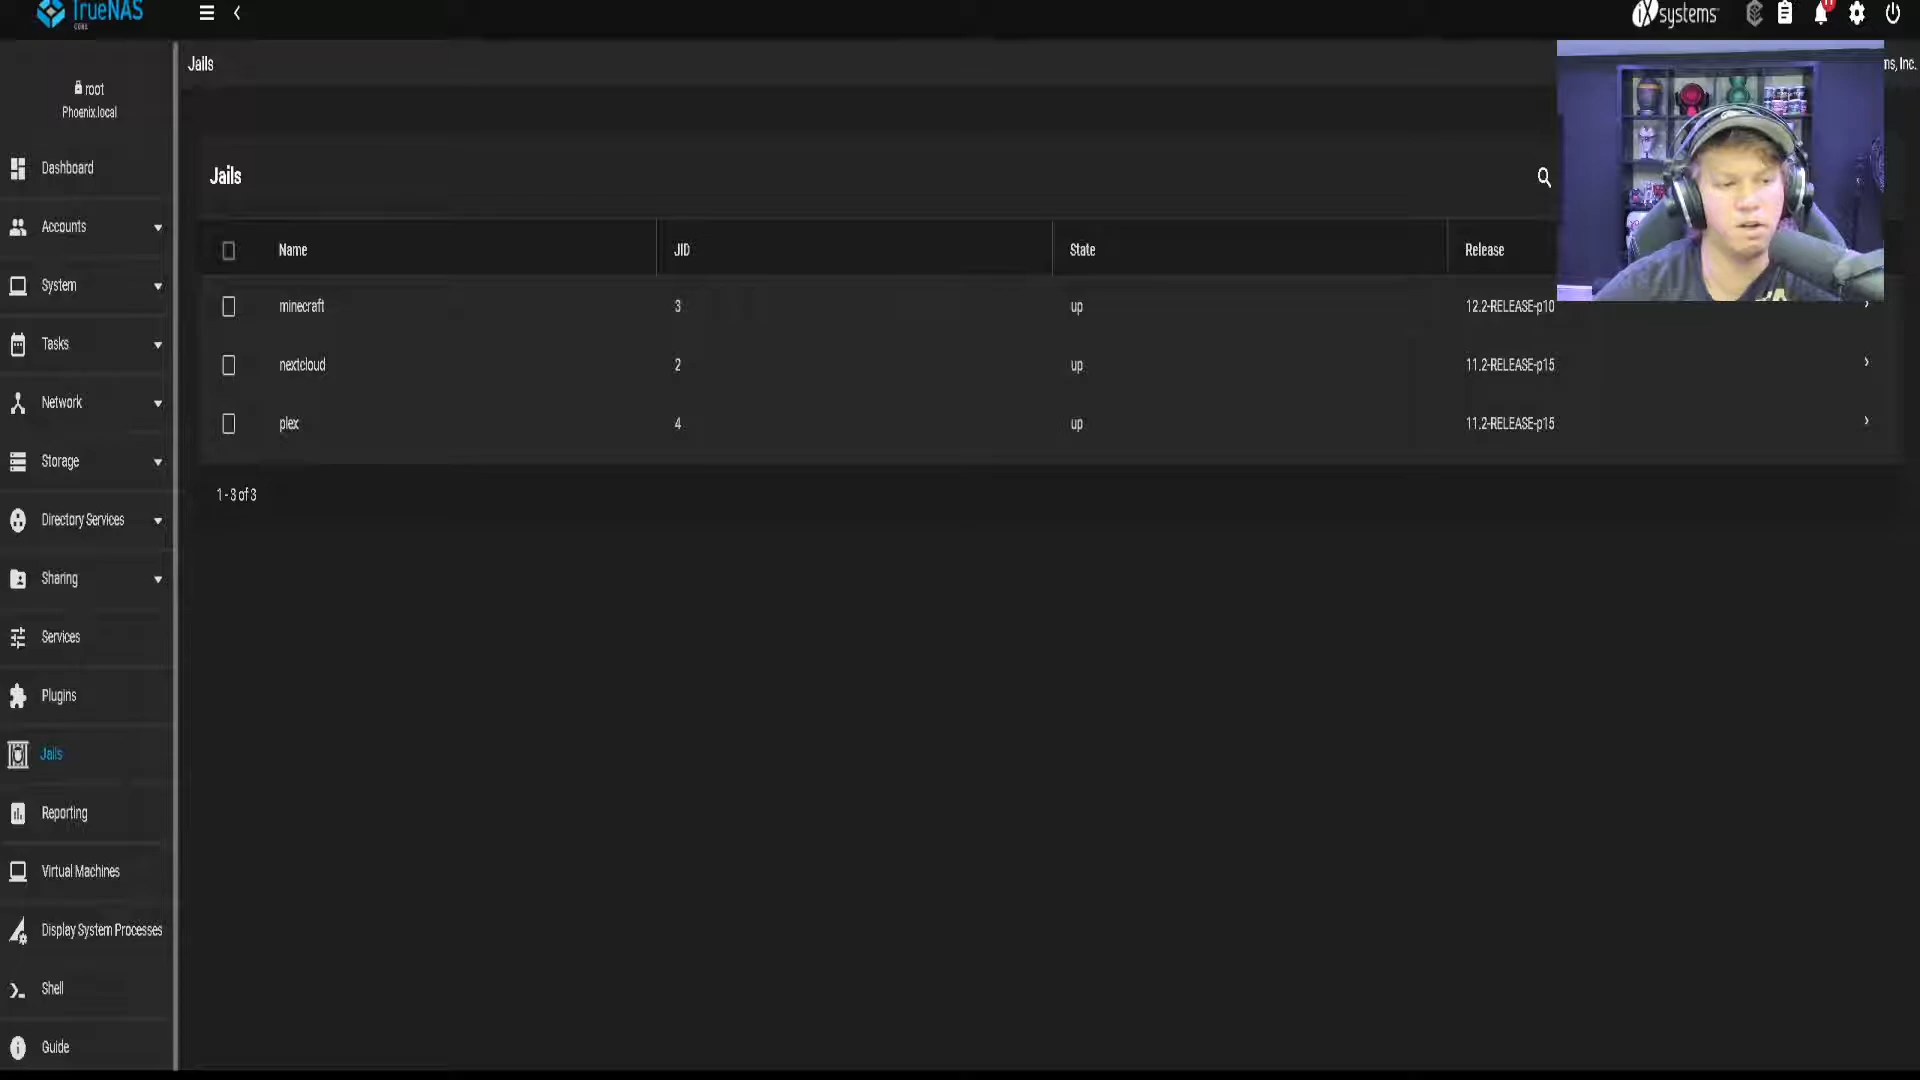 TrueNAS
CORE
iX systems
11
root
Phoenix.local
Dashboard
Accounts
System
Tasks
Network
Storage
Directory Services
Sharing
Services
Plugins
Jails
Reporting
Virtual Machines
Display System Processes
Shell
Guide
Jails
ns, Inc.
Jails
Name JID State Release
minecraft 3 up 12.2-RELEASE-p10
nextcloud 2 up 11.2-RELEASE-p15
plex 4 up 11.2-RELEASE-p15
1 - 3 of 3